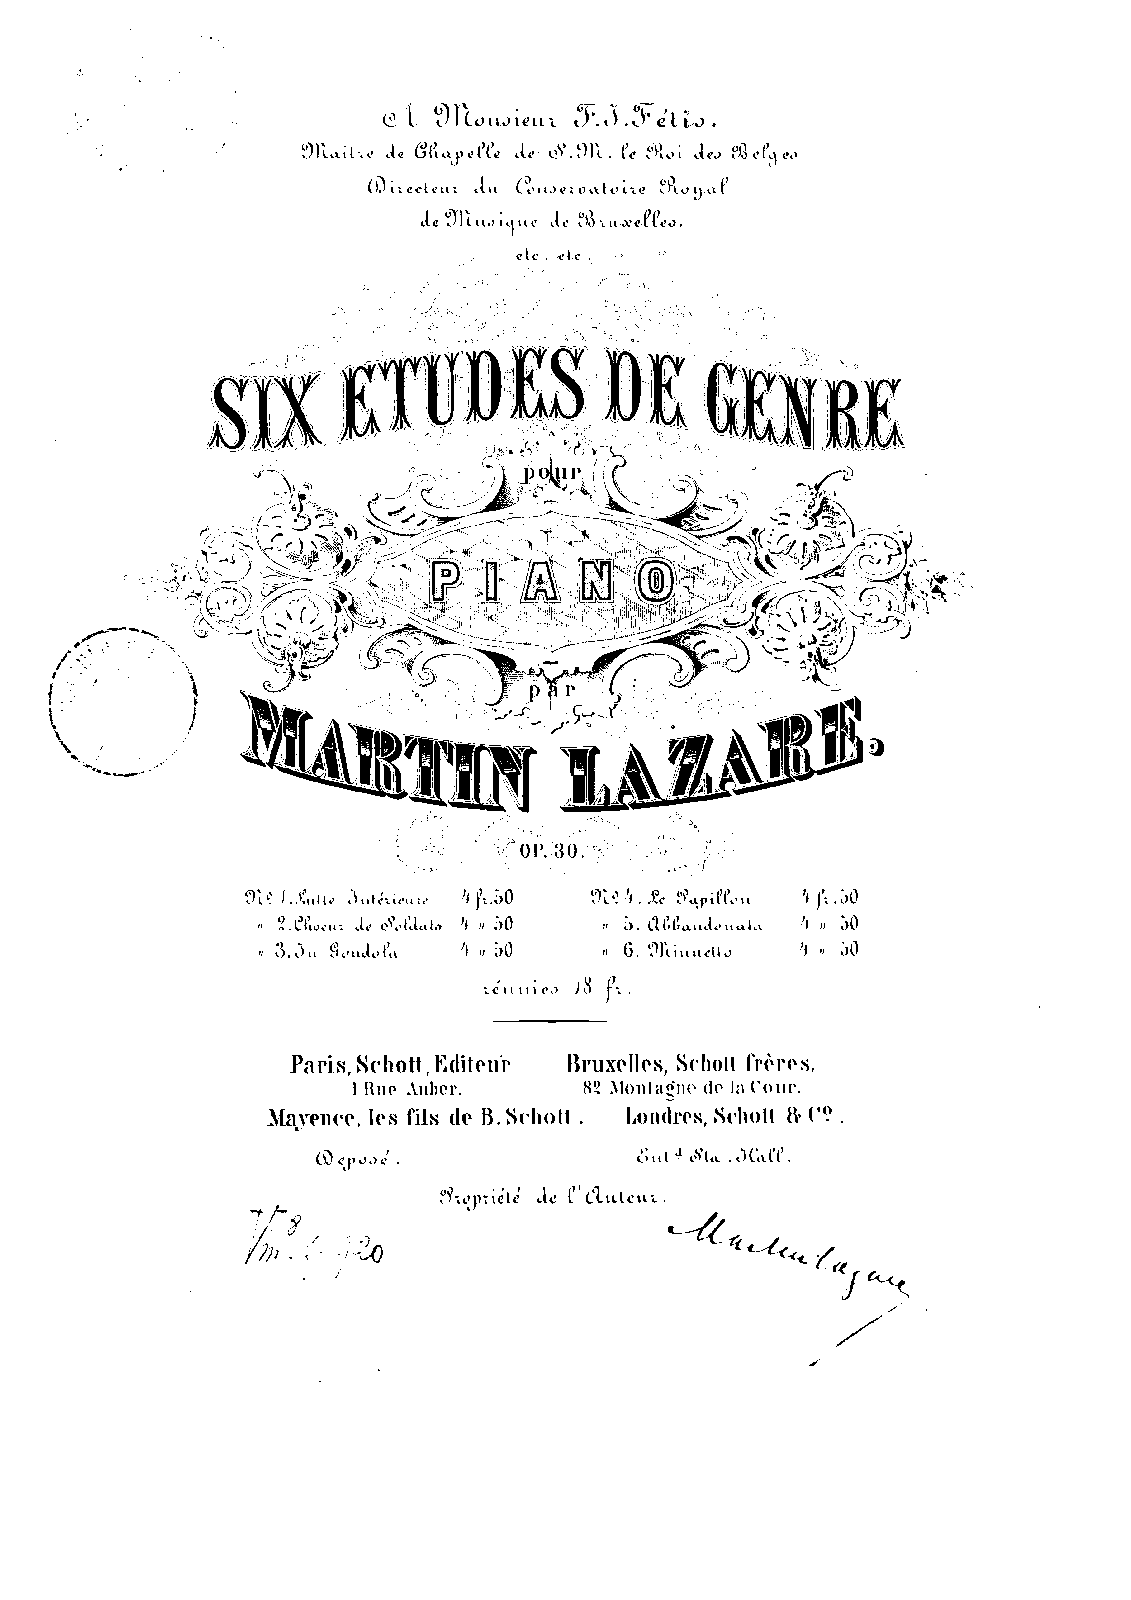 A Monsieur F.J. Fétis.
Maître de Chapelle de S.M. le Roi des Belges
Directeur du Conservatoire Royal
de Musique de Bruxelles.
etc. etc.
SIX ETUDES DE GENRE
pour
PIANO
par
MARTIN LAZARE.
OP. 30.
Nº 1. Lutte Intérieure 4 fr. 50
" 2. Choeur de Soldats 4 " 50
" 3. In Gondola 4 " 50
Nº 4. Le Papillon 4 fr. 50
" 5. Abbandonata 4 " 50
" 6. Minuetto 4 " 50
réunies 18 fr.
Paris, Schott, Editeur
1 Rue Auber.
Bruxelles, Schott frères,
82 Montagne de la Cour.
Mayence, les fils de B. Schott.
Londres, Schott & Cº.
Déposé.
Entd Sta. Hall.
Propriété de l'Auteur.
Martin Lazare